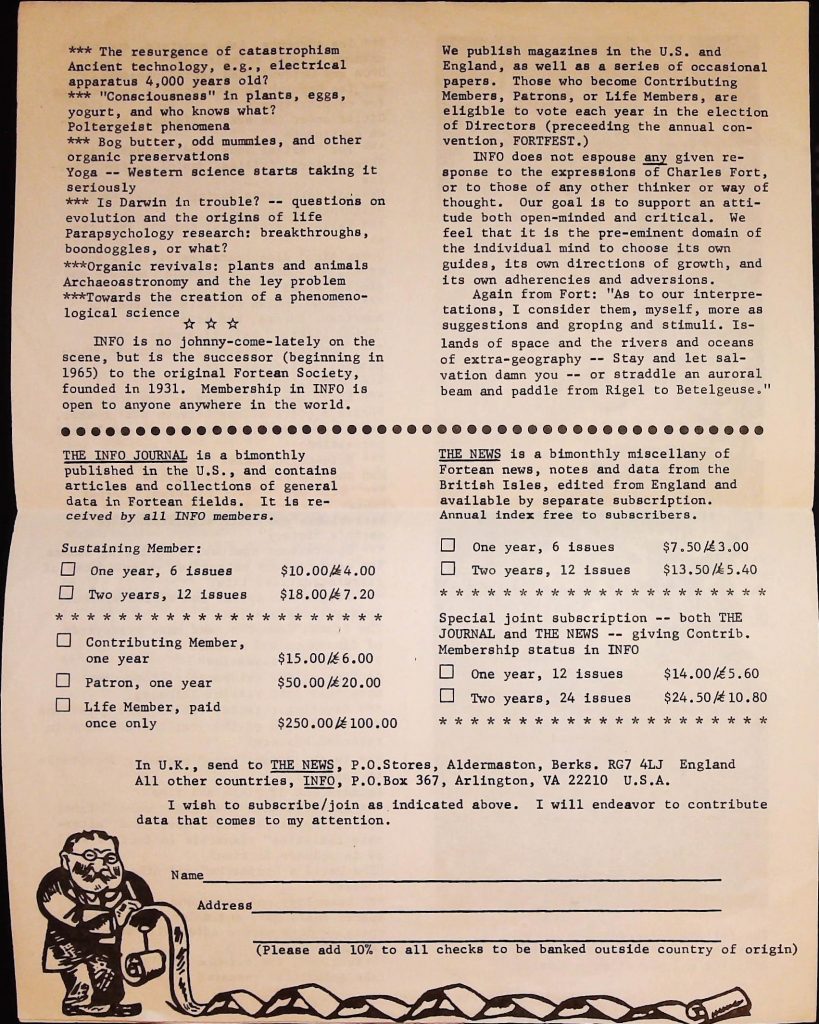 *** The resurgence of catastrophism
Ancient technology, e.g., electrical
apparatus 4,000 years old?
*** "Consciousness" in plants, eggs,
yogurt, and who knows what?
Poltergeist phenomena
*** Bog butter, odd mummies, and other
organic preservations
Yoga -- Western science starts taking it
seriously
*** Is Darwin in trouble? -- questions on
evolution and the origins of life
Parapsychology research: breakthroughs,
boondoggles, or what?
***Organic revivals: plants and animals
Archaeoastronomy and the ley problem
***Towards the creation of a phenomeno-
logical science
☆ ☆ ☆
INFO is no johnny-come-lately on the
scene, but is the successor (beginning in
1965) to the original Fortean Society,
founded in 1931. Membership in INFO is
open to anyone anywhere in the world.
We publish magazines in the U.S. and
England, as well as a series of occasional
papers. Those who become Contributing
Members, Patrons, or Life Members, are
eligible to vote each year in the election
of Directors (preceeding the annual con-
vention, FORTFEST.)
INFO does not espouse any given re-
sponse to the expressions of Charles Fort,
or to those of any other thinker or way of
thought. Our goal is to support an atti-
tude both open-minded and critical. We
feel that it is the pre-eminent domain of
the individual mind to choose its own
guides, its own directions of growth, and
its own adherencies and adversions.
Again from Fort: "As to our interpre-
tations, I consider them, myself, more as
suggestions and groping and stimuli. Is-
lands of space and the rivers and oceans
of extra-geography -- Stay and let sal-
vation damn you -- or straddle an auroral
beam and paddle from Rigel to Betelgeuse."
THE INFO JOURNAL is a bimonthly
published in the U.S., and contains
articles and collections of general
data in Fortean fields. It is re-
ceived by all INFO members.
Sustaining Member:
One year, 6 issues $10.00/£4.00
Two years, 12 issues $18.00/£7.20
* * * * * * * * * * * * * * * * * * * * *
Contributing Member,
one year $15.00/£6.00
Patron, one year $50.00/£20.00
Life Member, paid
once only $250.00/£100.00
THE NEWS is a bimonthly miscellany of
Fortean news, notes and data from the
British Isles, edited from England and
available by separate subscription.
Annual index free to subscribers.
One year, 6 issues $7.50/£3.00
Two years, 12 issues $13.50/£5.40
* * * * * * * * * * * * * * * * * * * * *
Special joint subscription -- both THE
JOURNAL and THE NEWS -- giving Contrib.
Membership status in INFO
One year, 12 issues $14.00/£5.60
Two years, 24 issues $24.50/£10.80
* * * * * * * * * * * * * * * * * * * * *
In U.K., send to THE NEWS, P.O.Stores, Aldermaston, Berks. RG7 4LJ England
All other countries, INFO, P.O.Box 367, Arlington, VA 22210 U.S.A.
I wish to subscribe/join as indicated above. I will endeavor to contribute
data that comes to my attention.
Name
Address
(Please add 10% to all checks to be banked outside country of origin)